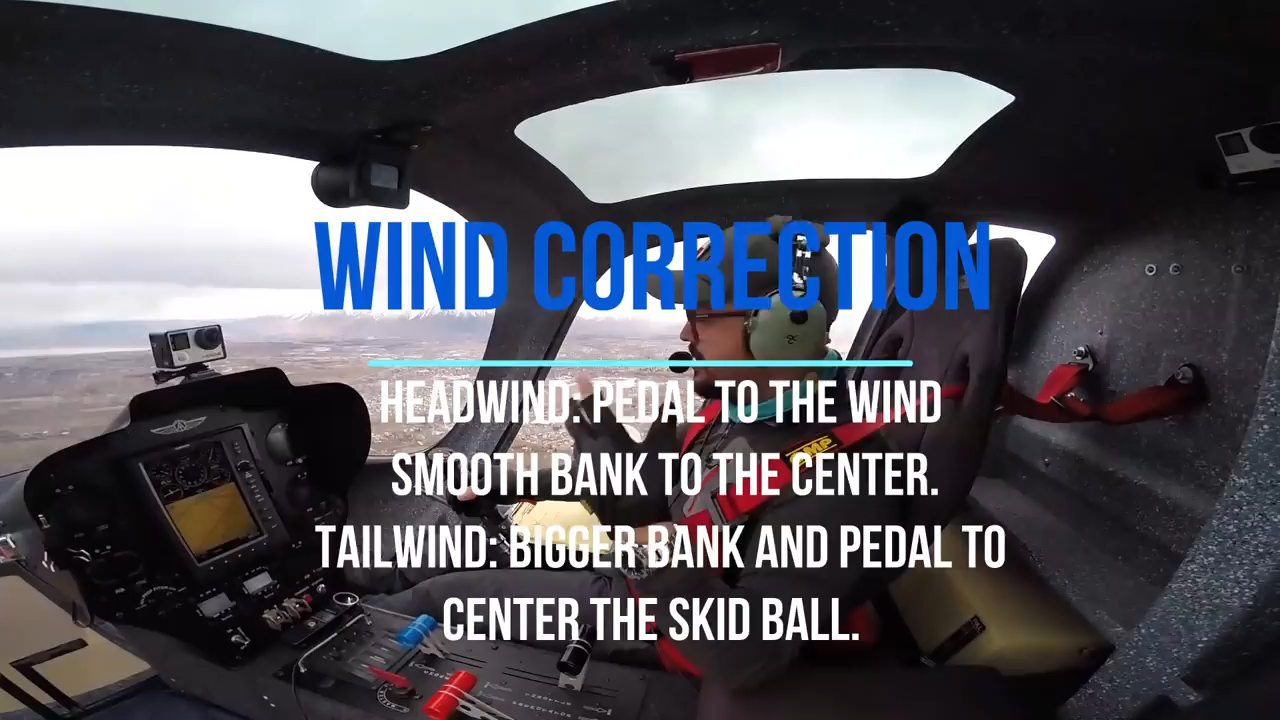 WIND CORRECTION
HEADWIND: PEDAL TO THE WIND
SMOOTH BANK TO THE CENTER.
TAILWIND: BIGGER BANK AND PEDAL TO
CENTER THE SKID BALL.
OMP